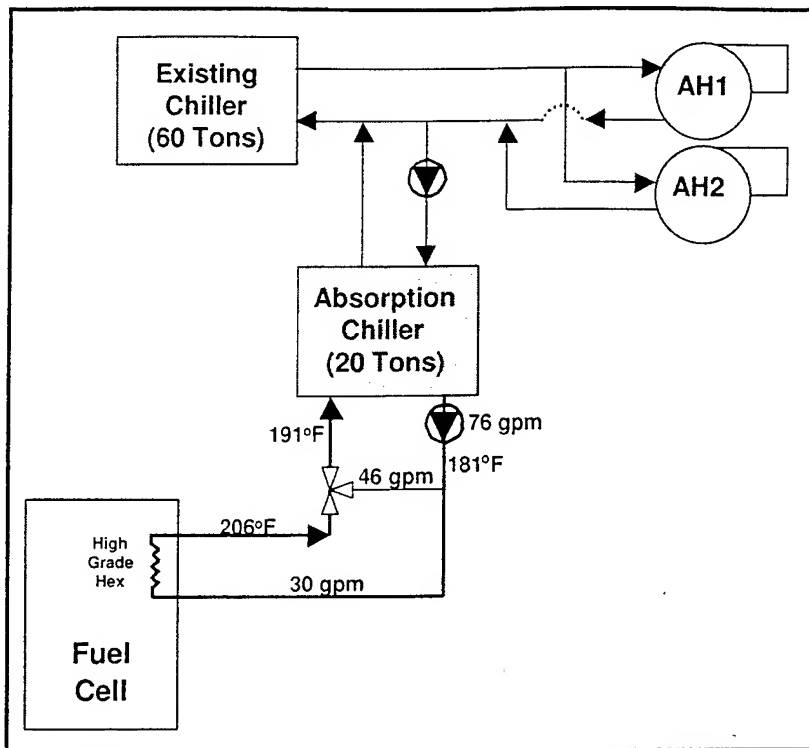 Existing
Chiller
(60 Tons)
AH1
AH2
Absorption
Chiller
(20 Tons)
191°F
76 gpm
181°F
46 gpm
206°F
High
Grade
Hex
30 gpm
Fuel
Cell